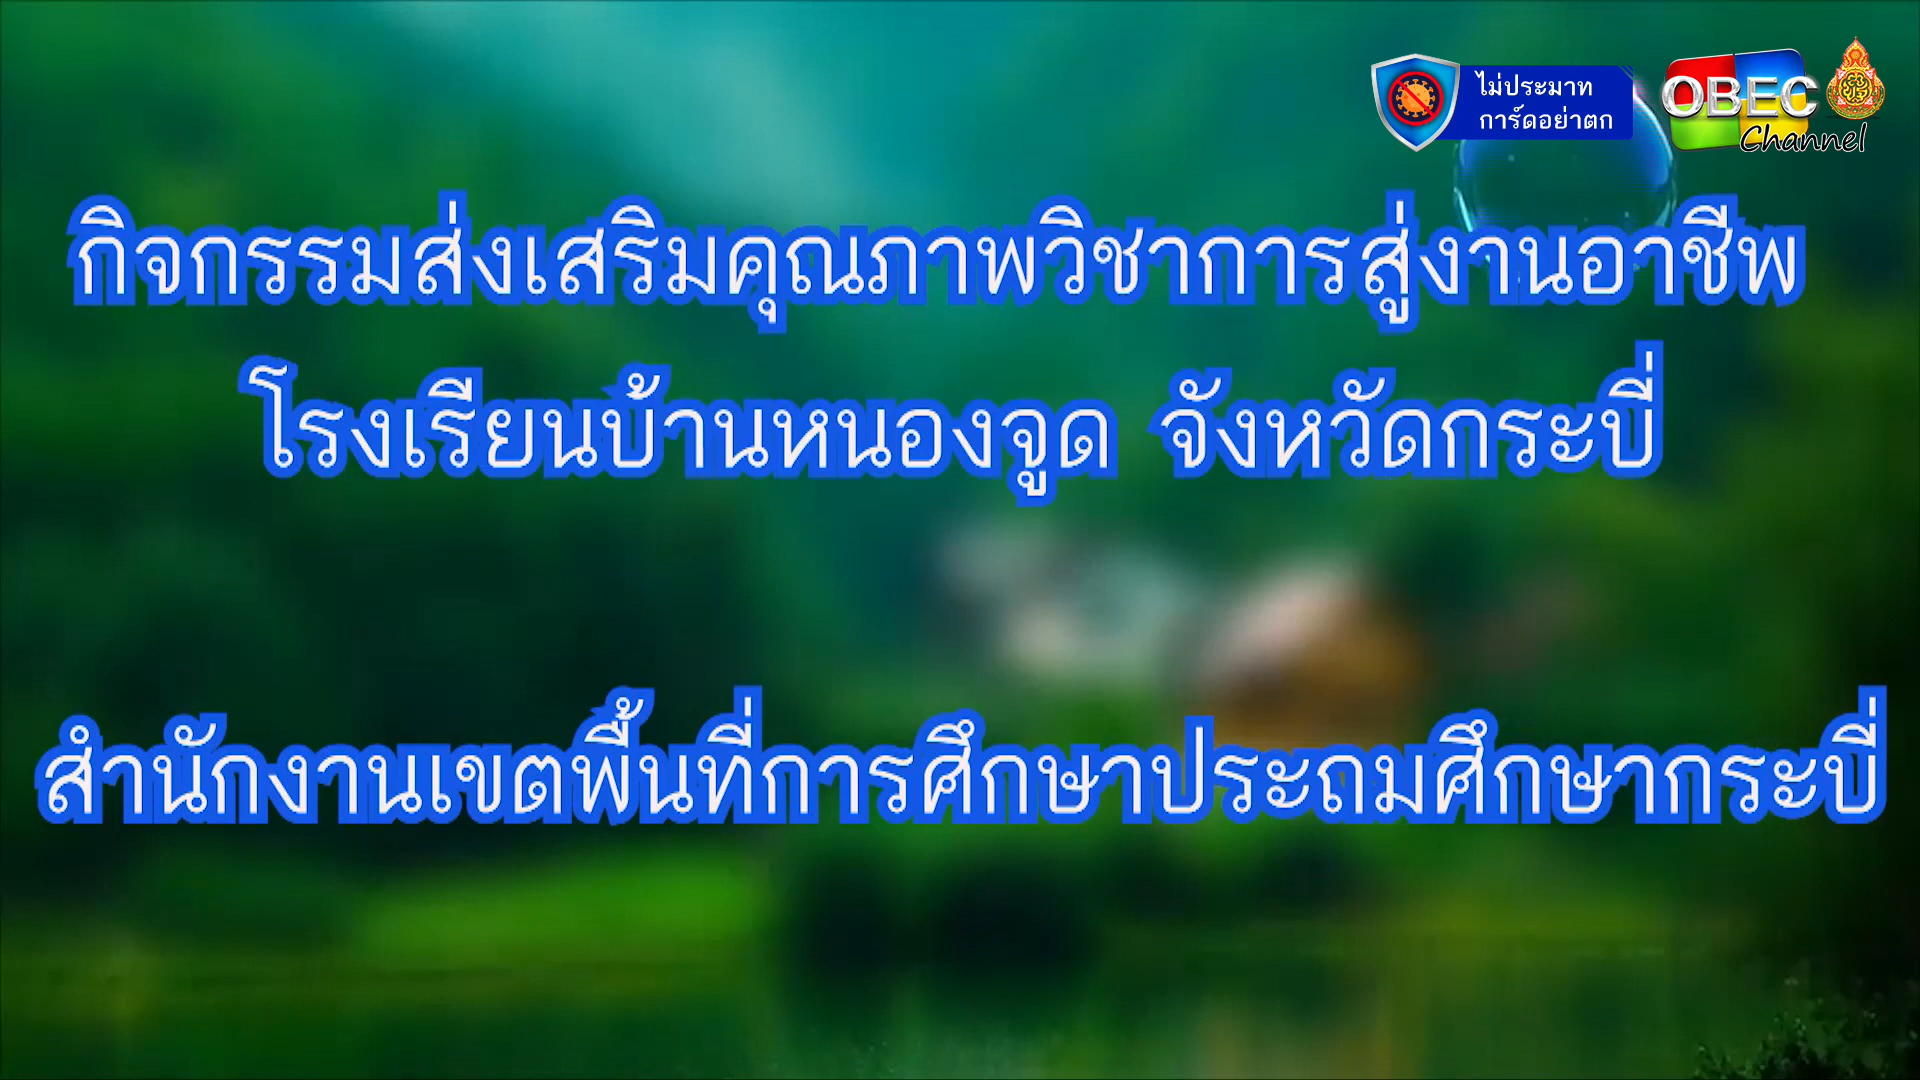 ไม่ประมาท
การ์ดอย่าตก
OBEC
Channel
กิจกรรมส่งเสริมคุณภาพวิชาการสู่งานอาชีพ
โรงเรียนบ้านหนองจูด จังหวัดกระบี่
สำนักงานเขตพื้นที่การศึกษาประถมศึกษากระบี่